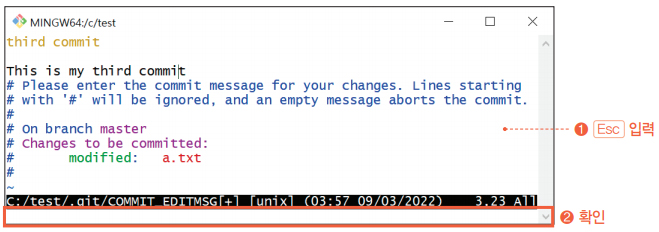 MINGW64:/c/test
third commit
This is my third commit
# Please enter the commit message for your changes. Lines starting
# with '#' will be ignored, and an empty message aborts the commit.
#
# On branch master
# Changes to be committed:
#       modified:   a.txt
#
~
C:/test/.git/COMMIT_EDITMSG[+] [unix] (03:57 09/03/2022)    3,23 All
❶ Esc 입력
❷ 확인